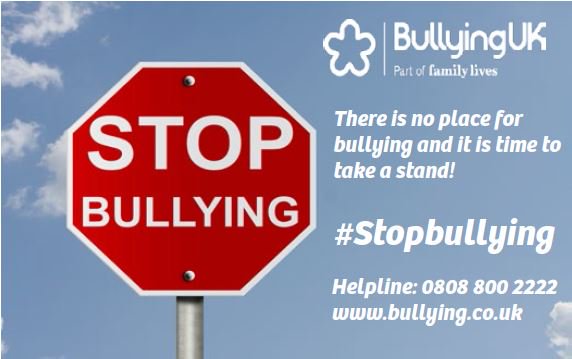 STOP
BULLYING
BullyingUK
Part of family lives
There is no place for
bullying and it is time to
take a stand!
#Stopbullying
Helpline: 0808 800 2222
www.bullying.co.uk